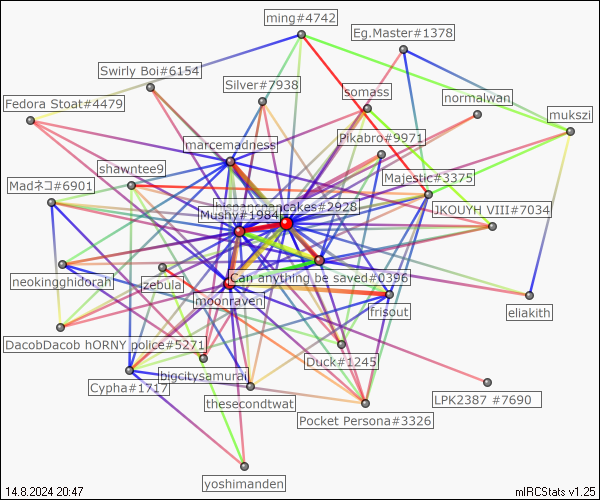 ming#4742
Eg.Master#1378
Swirly Boi#6154
Silver#7938
somass
normalwan
Fedora Stoat#4479
mukszi
marcemadness
Pikabro#9971
shawntee9
Majestic#3375
Madネコ#6901
Mushy#1984
JKOUYH VIII#7034
neokingghidorah
zebula
Can anything be saved#0396
moonraven
frisout
eliakith
DacobDacob hORNY police#5271
Duck#1245
Cypha#1717
bigcitysamurai
thesecondtwat
LPK2387 #7690
Pocket Persona#3326
yoshimanden
14.8.2024 20:47
mIRCStats v1.25